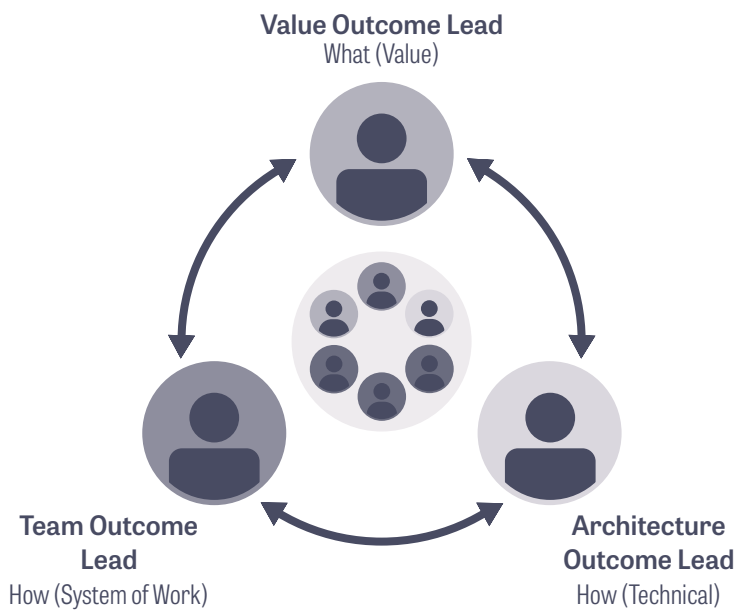 Value Outcome Lead
What (Value)
Team Outcome
Lead
How (System of Work)
Architecture
Outcome Lead
How (Technical)